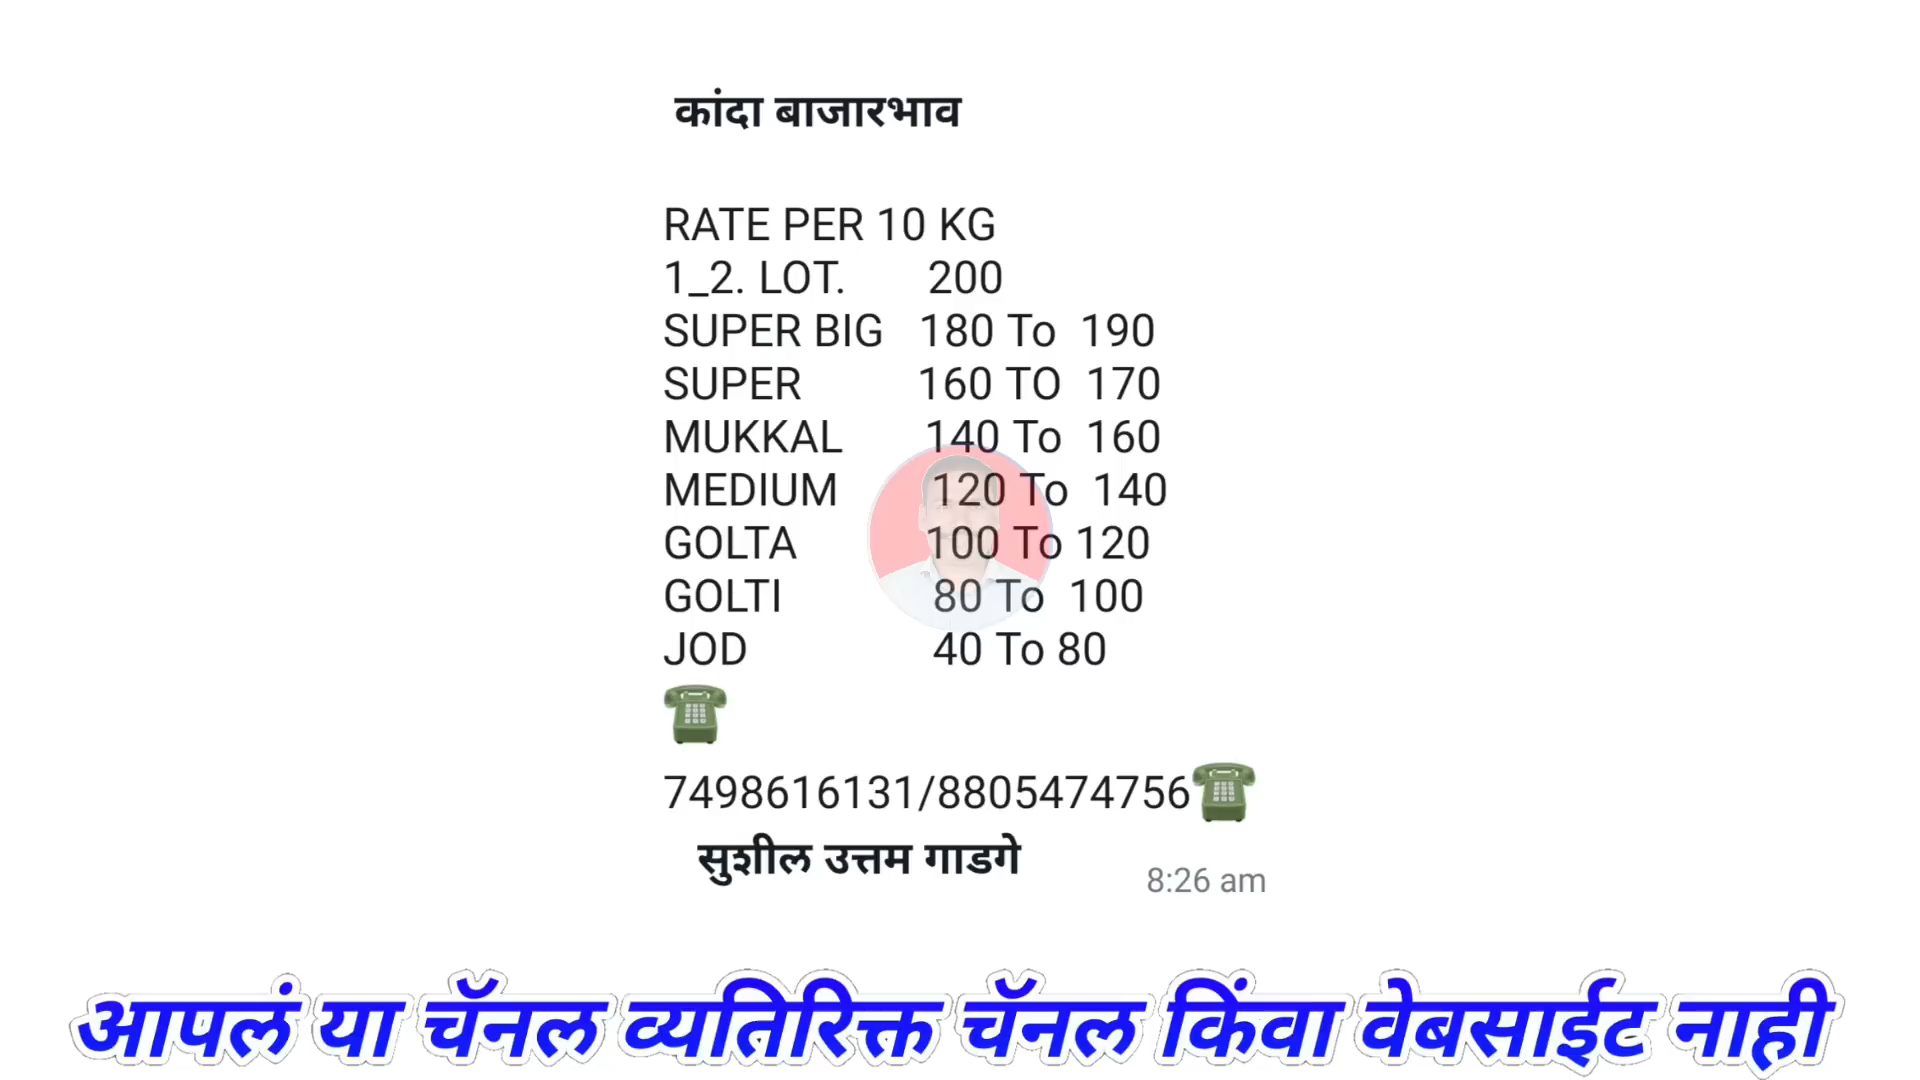 कांदा बाजारभाव
RATE PER 10 KG
1_2. LOT. 200
SUPER BIG 180 To 190
SUPER 160 TO 170
MUKKAL 140 To 160
MEDIUM 120 To 140
GOLTA 100 To 120
GOLTI 80 To 100
JOD 40 To 80
7498616131/8805474756
सुशील उत्तम गाडगे
8:26 am
आपलं या चॅनल व्यतिरिक्त चॅनल किंवा वेबसाईट नाही